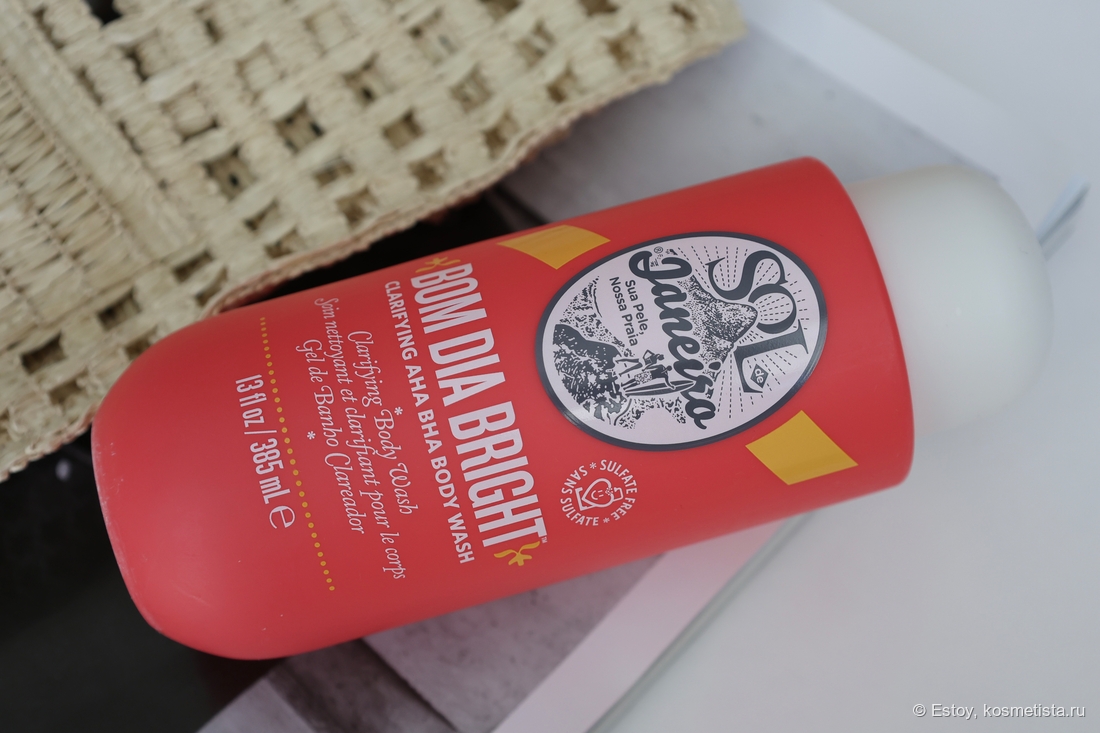 SOL
de
Janeiro®
Sua Pele,
Nossa Praia
* SULFATE FREE
* SANS SULFATE
BOM DIA BRIGHT™
CLARIFYING AHA BHA BODY WASH
Clarifying Body Wash
*
Soin nettoyant et clarifiant pour le corps
*
Gel de Banho Clareador
13 fl oz / 385 mL ℮
© Estoy, kosmetista.ru